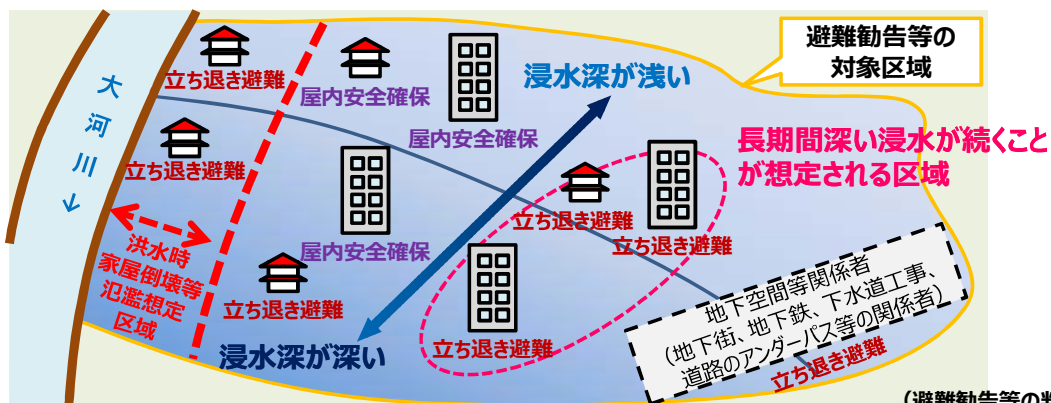 避難勧告等の
対象区域
大河川
立ち退き避難
屋内安全確保
浸水深が浅い
屋内安全確保
立ち退き避難
長期間深い浸水が続くこと
が想定される区域
立ち退き避難
立ち退き避難
屋内安全確保
洪水時
家屋倒壊等
氾濫想定
区域
立ち退き避難
浸水深が深い
立ち退き避難
地下空間等関係者
(地下街、地下鉄、下水道工事、
道路のアンダーパス等の関係者)
立ち退き避難
(避難勧告等の